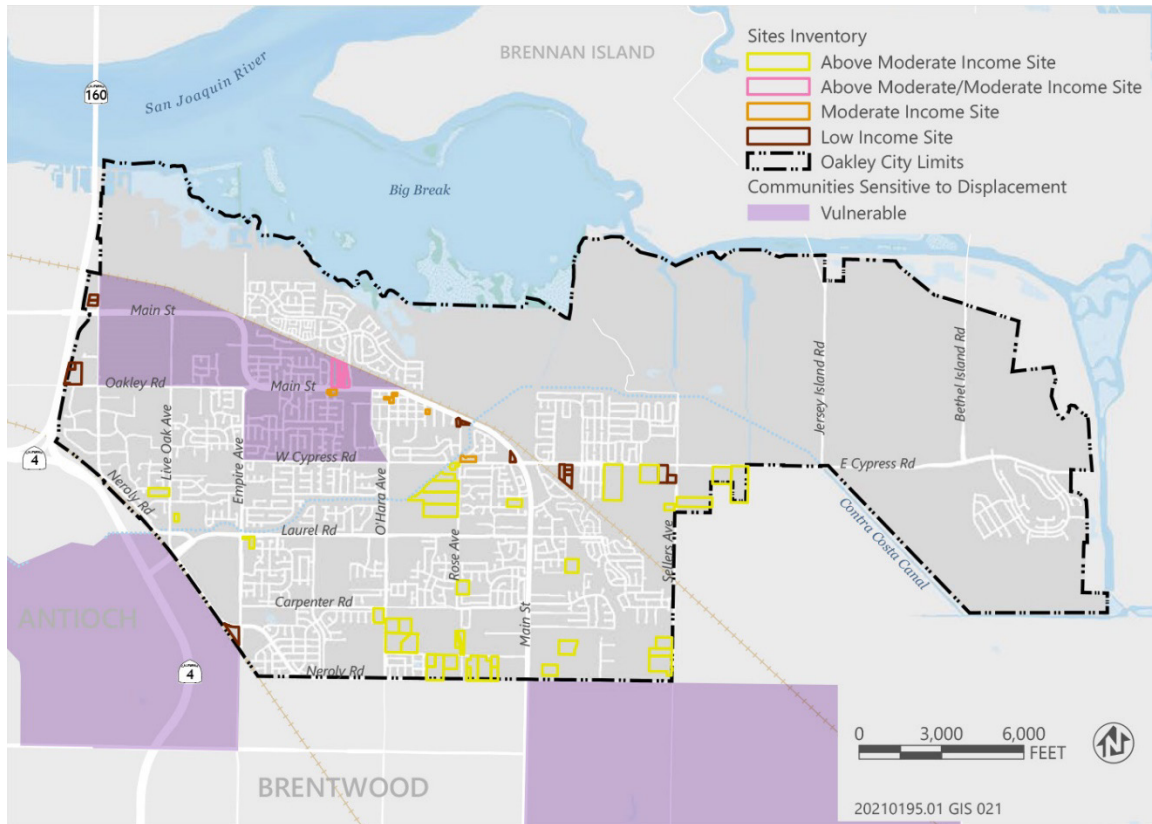 BRENNAN ISLAND
Sites Inventory
Above Moderate Income Site
Above Moderate/Moderate Income Site
Moderate Income Site
Low Income Site
Oakley City Limits
Communities Sensitive to Displacement
Vulnerable
CALIFORNIA
160
San Joaquin River
Big Break
Main St
Oakley Rd
Main St
Live Oak Ave
Empire Ave
W Cypress Rd
O'Hara Ave
Jersey Island Rd
Bethel Island Rd
E Cypress Rd
CALIFORNIA
4
Neroly Rd
Laurel Rd
Rose Ave
Sellers Ave
Contra Costa Canal
Carpenter Rd
Main St
ANTIOCH
CALIFORNIA
4
Neroly Rd
BRENTWOOD
0 3,000 6,000
FEET
N
20210195.01 GIS 021